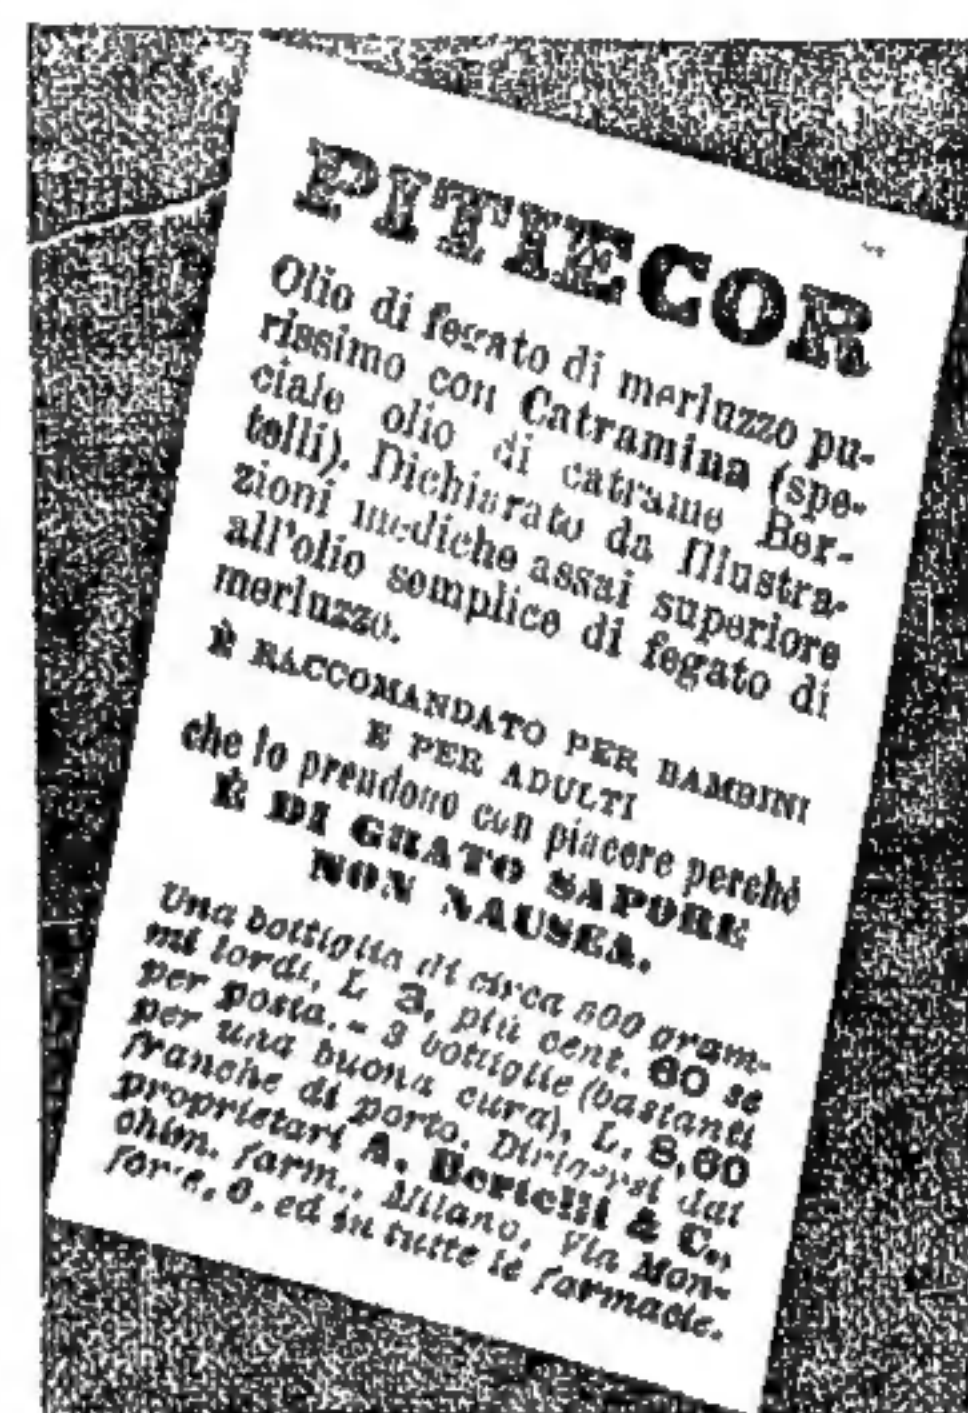 PITIECOR
Olio di fegato di merluzzo pu-
rissimo con Catramina (spe-
ciale olio di catrame Ber-
telli). Dichiarato da Illustra-
zioni mediche assai superiore
all'olio semplice di fegato di
merluzzo.
È RACCOMANDATO PER BAMBINI
E PER ADULTI
che lo prendono con piacere perchè
È DI GRATO SAPORE
NON NAUSEA.
Una bottiglia di circa 600 gram-
mi lordi, L. 3, più cent. 60 se
per posta. - 3 bottiglie (bastanti
per una buona cura), L. 8,60
franche di porto. Dirigersi dai
proprietari A. Bertelli & C.,
chim. farm., Milano, Via Mon-
forte, 6, ed in tutte le farmacie.